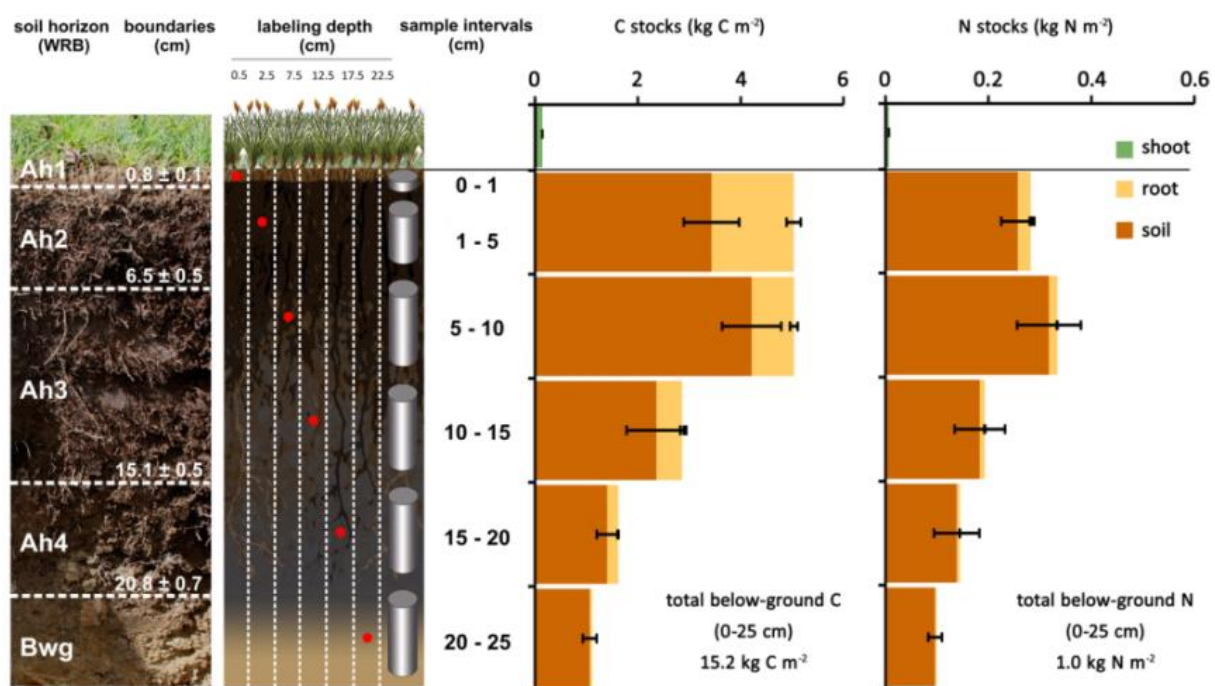 soil horizon
(WRB)
boundaries
(cm)
labeling depth
(cm)
0.5 2.5 7.5 12.5 17.5 22.5
sample intervals
(cm)
C stocks (kg C m⁻²)
0 2 4 6
N stocks (kg N m⁻²)
0 0.2 0.4 0.6
shoot
root
soil
Ah1
0.8 ± 0.1
Ah2
6.5 ± 0.5
Ah3
15.1 ± 0.5
Ah4
20.8 ± 0.7
Bwg
0 - 1
1 - 5
5 - 10
10 - 15
15 - 20
20 - 25
total below-ground C
(0-25 cm)
15.2 kg C m⁻²
total below-ground N
(0-25 cm)
1.0 kg N m⁻²